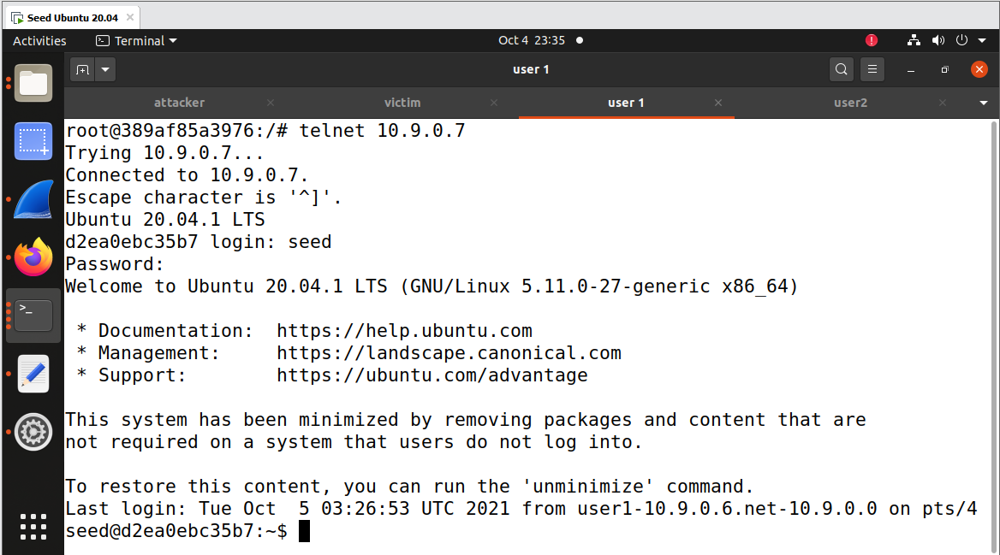 Seed Ubuntu 20.04
Activities Terminal Oct 4 23:35
user 1
attacker victim user 1 user2
root@389af85a3976:/# telnet 10.9.0.7
Trying 10.9.0.7...
Connected to 10.9.0.7.
Escape character is '^]'.
Ubuntu 20.04.1 LTS
d2ea0ebc35b7 login: seed
Password:
Welcome to Ubuntu 20.04.1 LTS (GNU/Linux 5.11.0-27-generic x86_64)
 * Documentation:  https://help.ubuntu.com
 * Management:     https://landscape.canonical.com
 * Support:        https://ubuntu.com/advantage
This system has been minimized by removing packages and content that are
not required on a system that users do not log into.
To restore this content, you can run the 'unminimize' command.
Last login: Tue Oct  5 03:26:53 UTC 2021 from user1-10.9.0.6.net-10.9.0.0 on pts/4
seed@d2ea0ebc35b7:~$